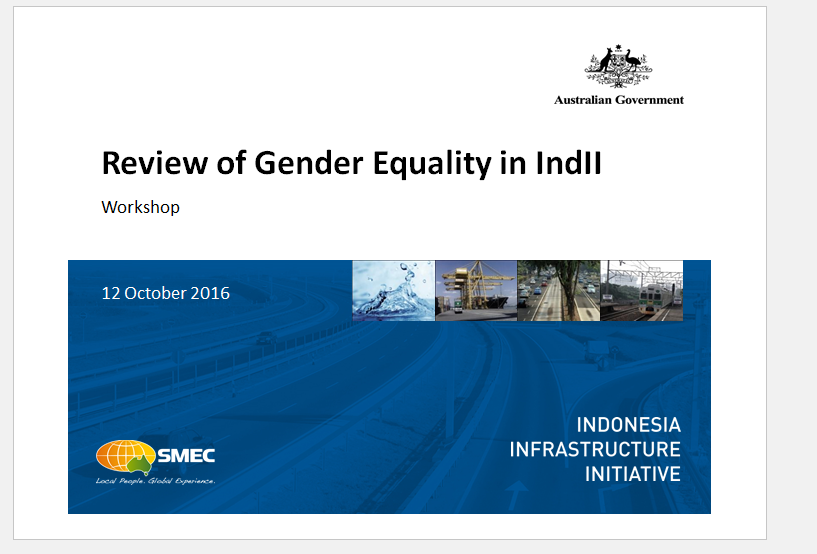 Australian Government
Review of Gender Equality in IndII
Workshop
12 October 2016
SMEC
Local People. Global Experience.
INDONESIA
INFRASTRUCTURE
INITIATIVE